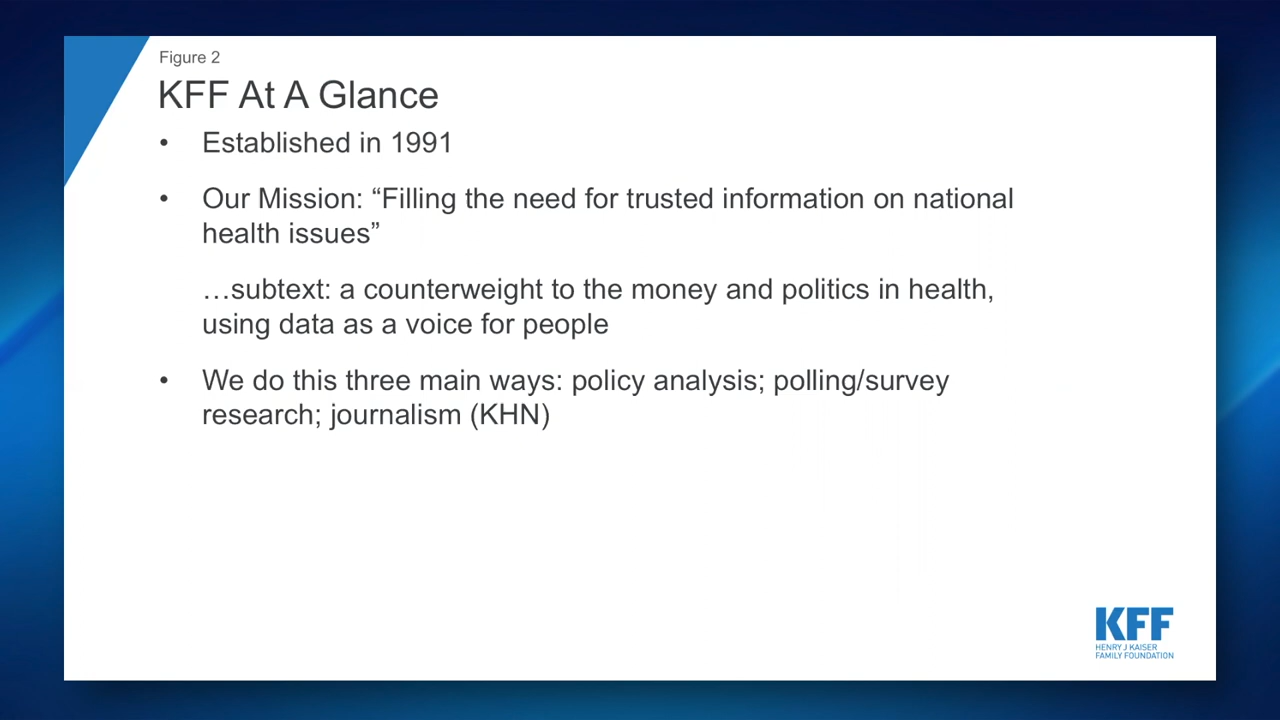 Figure 2
KFF At A Glance
• Established in 1991
• Our Mission: “Filling the need for trusted information on national
health issues”
…subtext: a counterweight to the money and politics in health,
using data as a voice for people
• We do this three main ways: policy analysis; polling/survey
research; journalism (KHN)
KFF
HENRY J KAISER
FAMILY FOUNDATION